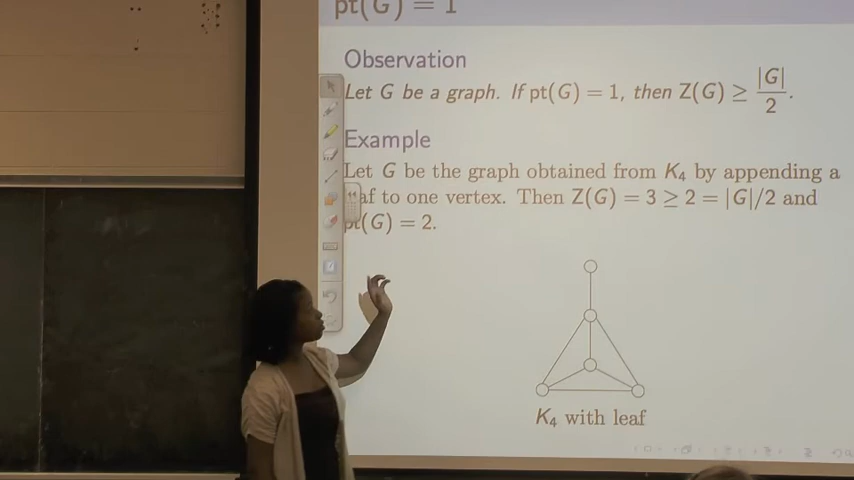 pt(G) = 1
Observation
Let G be a graph. If pt(G) = 1, then Z(G) ≥ |G|/2.
Example
Let G be the graph obtained from K₄ by appending a
af to one vertex. Then Z(G) = 3 ≥ 2 = |G|/2 and
pt(G) = 2.
K₄ with leaf